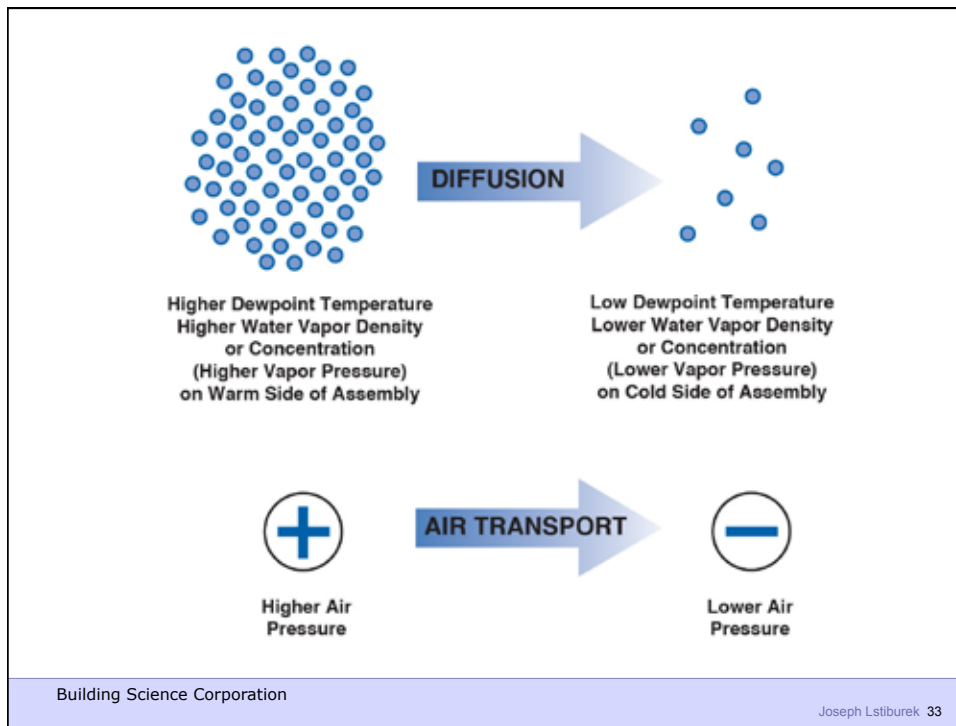 DIFFUSION
Higher Dewpoint Temperature
Higher Water Vapor Density
or Concentration
(Higher Vapor Pressure)
on Warm Side of Assembly
Low Dewpoint Temperature
Lower Water Vapor Density
or Concentration
(Lower Vapor Pressure)
on Cold Side of Assembly
AIR TRANSPORT
Higher Air
Pressure
Lower Air
Pressure
Building Science Corporation
Joseph Lstiburek 33